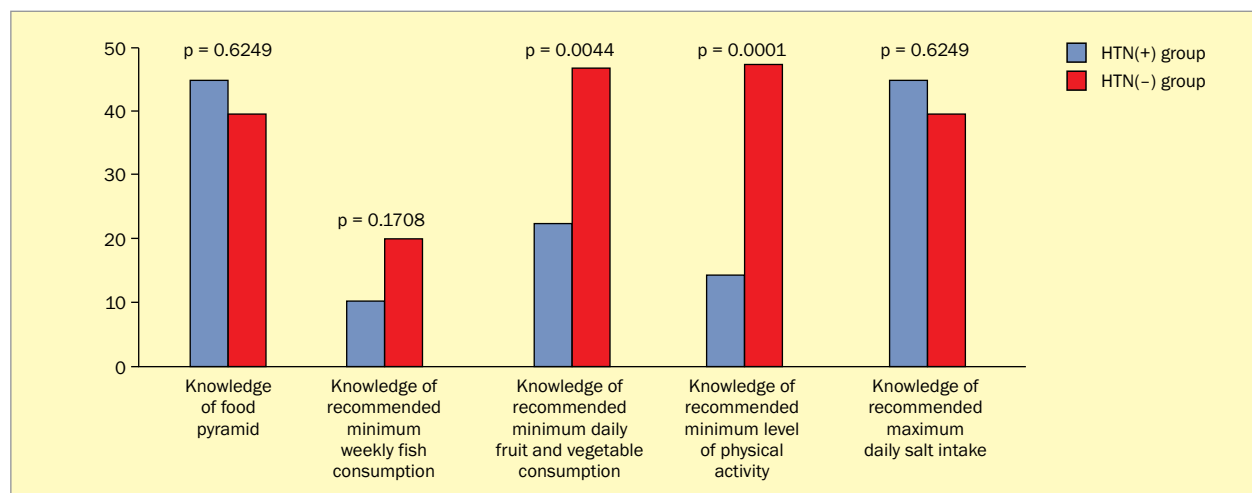 50
40
30
20
10
0
p = 0.6249
p = 0.1708
p = 0.0044
p = 0.0001
p = 0.6249
HTN(+) group
HTN(–) group
Knowledge
of food
pyramid
Knowledge of
recommended
minimum
weekly fish
consumption
Knowledge of
recommended
minimum daily
fruit and vegetable
consumption
Knowledge of
recommended
minimum level
of physical
activity
Knowledge of
recommended
maximum
daily salt intake